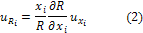 u_{R_i} = \frac{x_i}{R} \frac{\partial R}{\partial x_i} u_{x_i} (2)